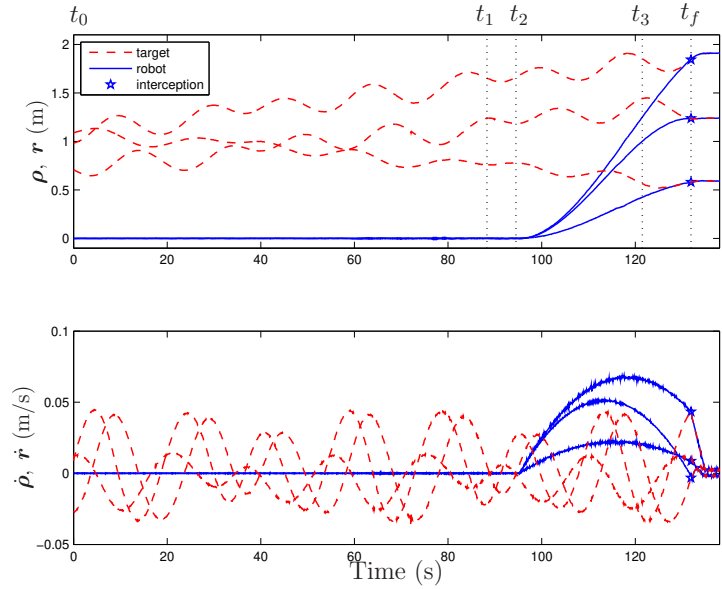 t₀ t₁ t₂ t₃ t_f
2
1.5
1
0.5
0
ρ, r (m)
target
robot
interception
0 20 40 60 80 100 120
0.1
0.05
0
−0.05
ρ̇, ṙ (m/s)
0 20 40 60 80 100 120
Time (s)